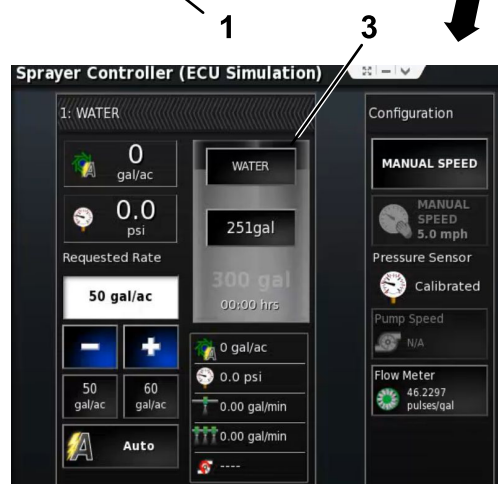 1
3
Sprayer Controller (ECU Simulation)
1: WATER
0
gal/ac
0.0
psi
Requested Rate
50 gal/ac
50
gal/ac
60
gal/ac
Auto
WATER
251gal
300 gal
00:00 hrs
0 gal/ac
0.0 psi
0.00 gal/min
0.00 gal/min
----
Configuration
MANUAL SPEED
MANUAL
SPEED
5.0 mph
Pressure Sensor
Calibrated
Pump Speed
N/A
Flow Meter
46.2297
pulses/gal